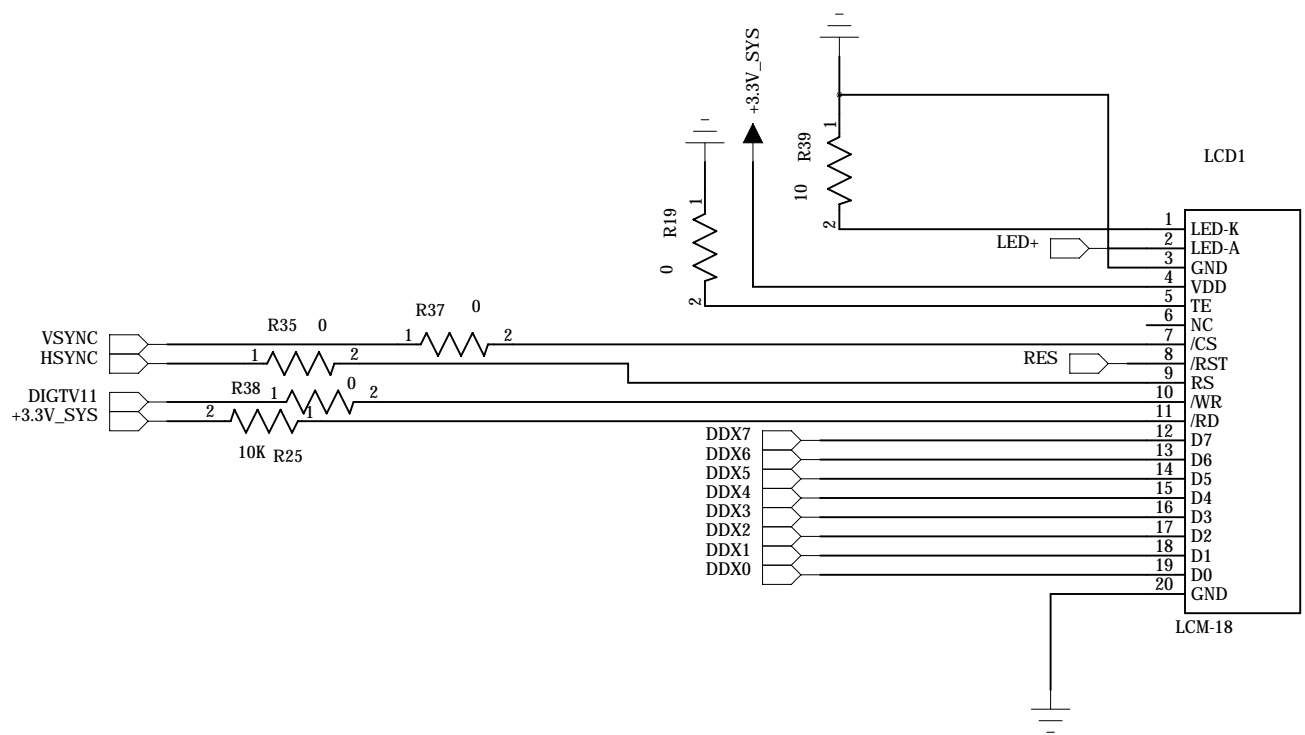 +3.3V_SYS
R39
10
1
2
R19
0
1
2
LCD1
LED+
1 LED-K
2 LED-A
3 GND
4 VDD
5 TE
6 NC
7 /CS
8 /RST
9 RS
10 /WR
11 /RD
12 D7
13 D6
14 D5
15 D4
16 D3
17 D2
18 D1
19 D0
20 GND
LCM-18
R37 0
1 2
R35 0
1 2
VSYNC
HSYNC
RES
DIGTV11
R38 1 0 2
+3.3V_SYS
2 1
10K R25
DDX7
DDX6
DDX5
DDX4
DDX3
DDX2
DDX1
DDX0